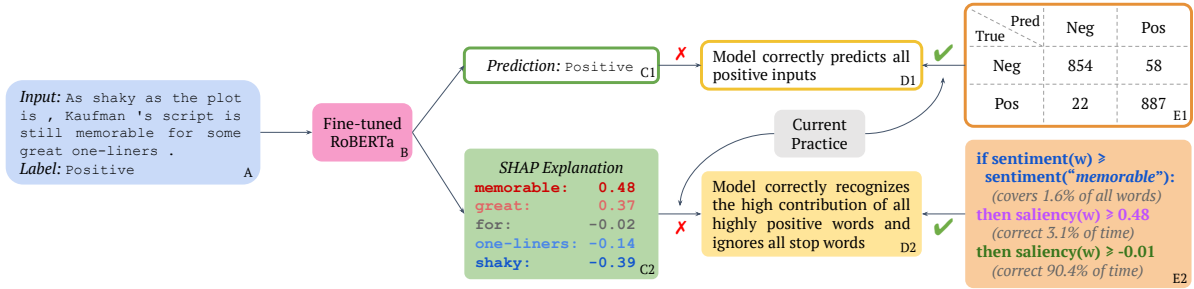 Input: As shaky as the plot
is , Kaufman 's script is
still memorable for some
great one-liners .
Label: Positive
A
Fine-tuned
RoBERTa
B
Prediction: Positive
C1
✗
Model correctly predicts all
positive inputs
D1
✔
Pred
True
Neg
Pos
Neg
854
58
Pos
22
887
E1
Current
Practice
SHAP Explanation
memorable: 0.48
great: 0.37
for: -0.02
one-liners: -0.14
shaky: -0.39
C2
✗
Model correctly recognizes
the high contribution of all
highly positive words and
ignores all stop words
D2
✔
if sentiment(w) ⩾
sentiment(“memorable”):
(covers 1.6% of all words)
then saliency(w) ⩾ 0.48
(correct 3.1% of time)
then saliency(w) ⩾ -0.01
(correct 90.4% of time)
E2